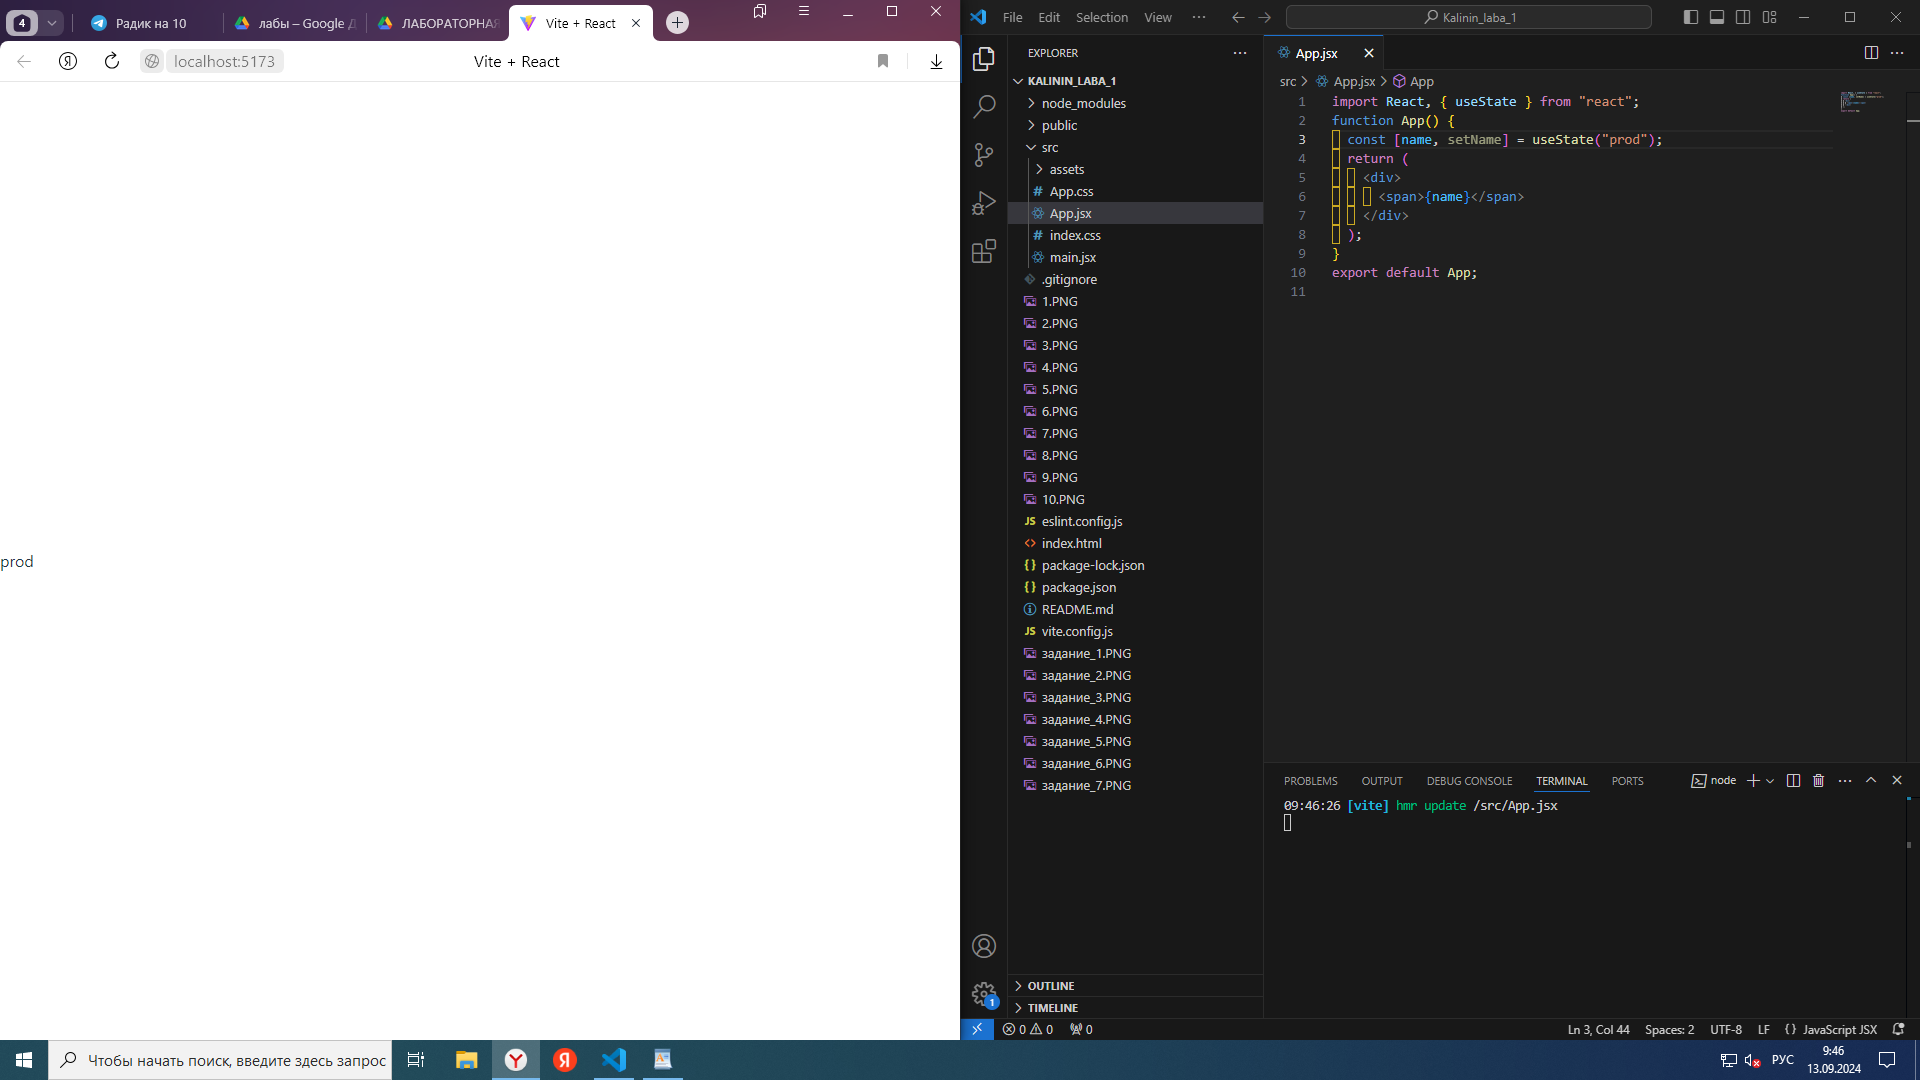 4
Радик на 10
лабы – Google Д
ЛАБОРАТОРНАЯ
Vite + React
Я
localhost:5173
Vite + React
prod
File Edit Selection View
Kalinin_laba_1
EXPLORER
KALININ_LABA_1
node_modules
public
src
assets
# App.css
App.jsx
# index.css
main.jsx
.gitignore
1.PNG
2.PNG
3.PNG
4.PNG
5.PNG
6.PNG
7.PNG
8.PNG
9.PNG
10.PNG
JS eslint.config.js
<> index.html
{} package-lock.json
{} package.json
README.md
JS vite.config.js
задание_1.PNG
задание_2.PNG
задание_3.PNG
задание_4.PNG
задание_5.PNG
задание_6.PNG
задание_7.PNG
OUTLINE
TIMELINE
App.jsx
src > App.jsx > App
1 import React, { useState } from "react";
2 function App() {
3 const [name, setName] = useState("prod");
4 return (
5 <div>
6 <span>{name}</span>
7 </div>
8 );
9 }
10 export default App;
11
PROBLEMS OUTPUT DEBUG CONSOLE TERMINAL PORTS
node
09:46:26 [vite] hmr update /src/App.jsx
1
0 0 0
Ln 3, Col 44 Spaces: 2 UTF-8 LF {} JavaScript JSX
Чтобы начать поиск, введите здесь запрос
Y
Я
РУС
9:46
13.09.2024